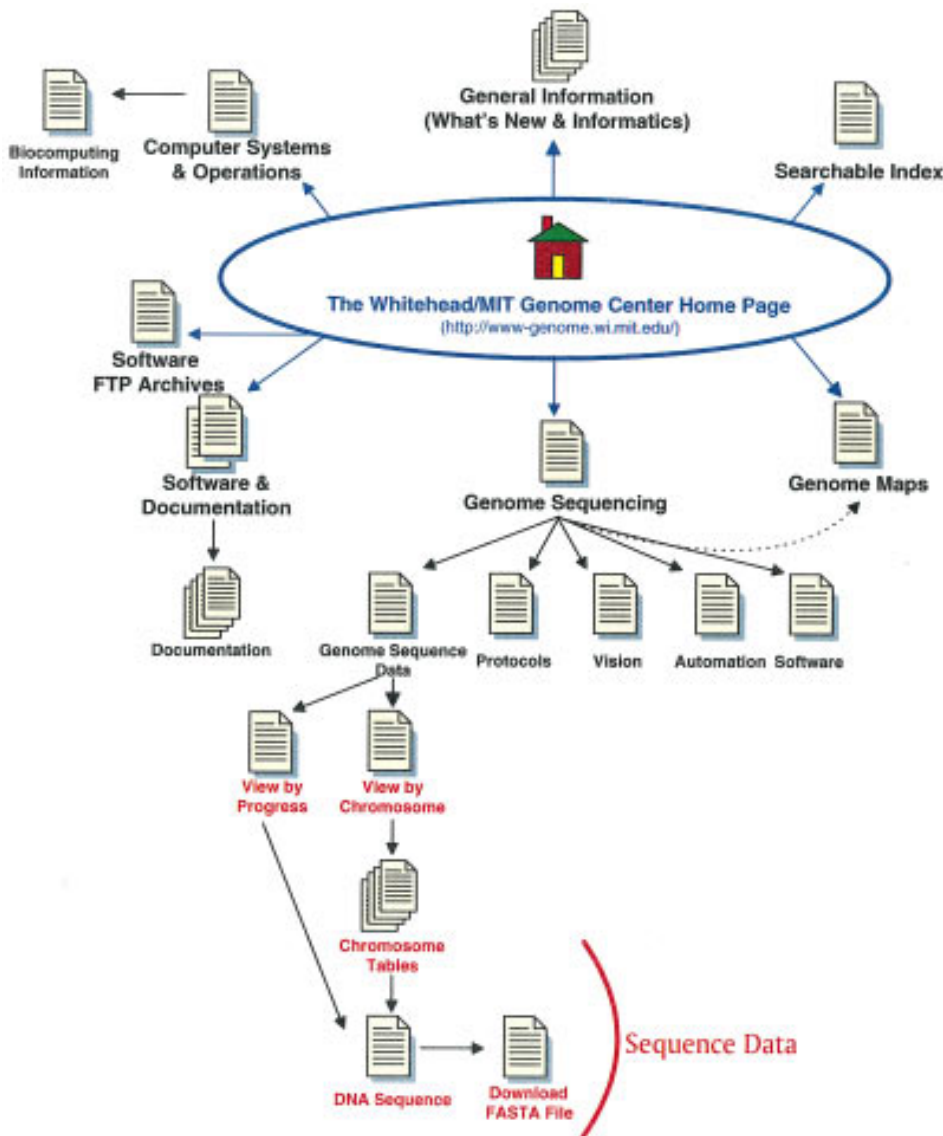 General Information
(What's New & Informatics)
Biocomputing
Information
Computer Systems
& Operations
Searchable Index
The Whitehead/MIT Genome Center Home Page
(http://www-genome.wi.mit.edu/)
Software
FTP Archives
Software &
Documentation
Genome Sequencing
Genome Maps
Documentation
Genome Sequence
Data
Protocols
Vision
Automation
Software
View by
Progress
View by
Chromosome
Chromosome
Tables
Sequence Data
DNA Sequence
Download
FASTA File